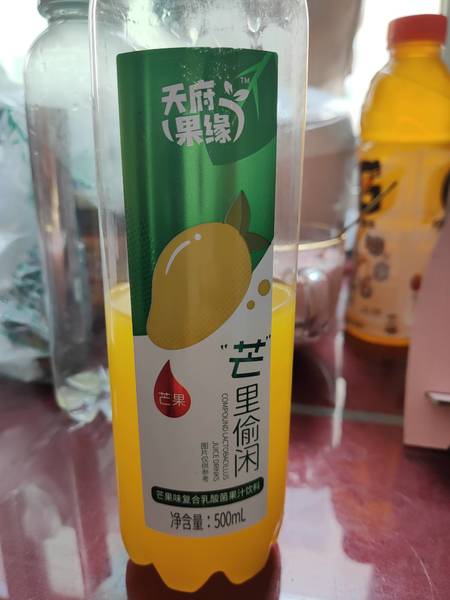 天府
果缘
TM
"芒"里偷闲
COMPOUND LACTOBACILLUS
JUICE DRINKS
图片仅供参考
芒果
芒果味复合乳酸菌果汁饮料
净含量：500mL